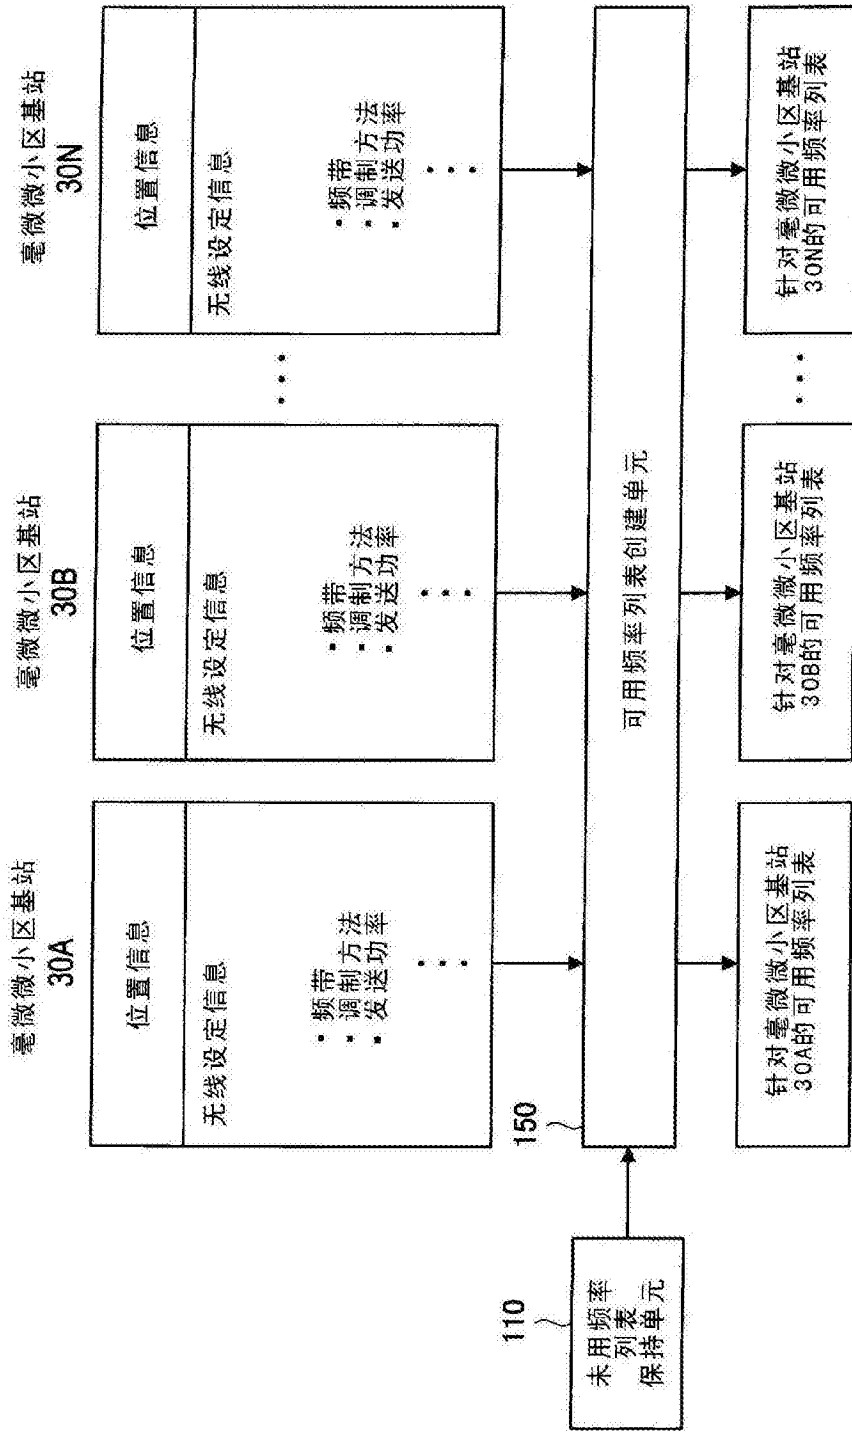 毫微微小区基站
30A
位置信息
无线设定信息
▪ 频带
▪ 调制方法
▪ 发送功率
毫微微小区基站
30B
位置信息
无线设定信息
▪ 频带
▪ 调制方法
▪ 发送功率
毫微微小区基站
30N
位置信息
无线设定信息
▪ 频带
▪ 调制方法
▪ 发送功率
110
未用频率
列表
保持单元
150
可用频率列表创建单元
针对毫微微小区基站
30A的可用频率列表
针对毫微微小区基站
30B的可用频率列表
针对毫微微小区基站
30N的可用频率列表